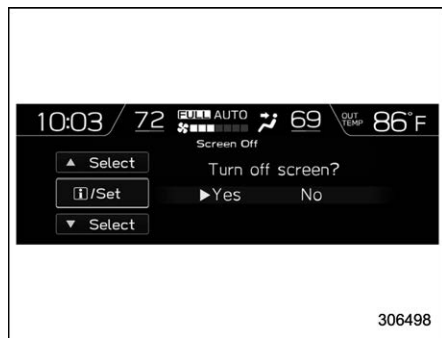 10:03 72 FULL AUTO 69 OUT TEMP 86°F
Screen Off
▲ Select
Turn off screen?
i/Set
▶Yes No
▼ Select
306498